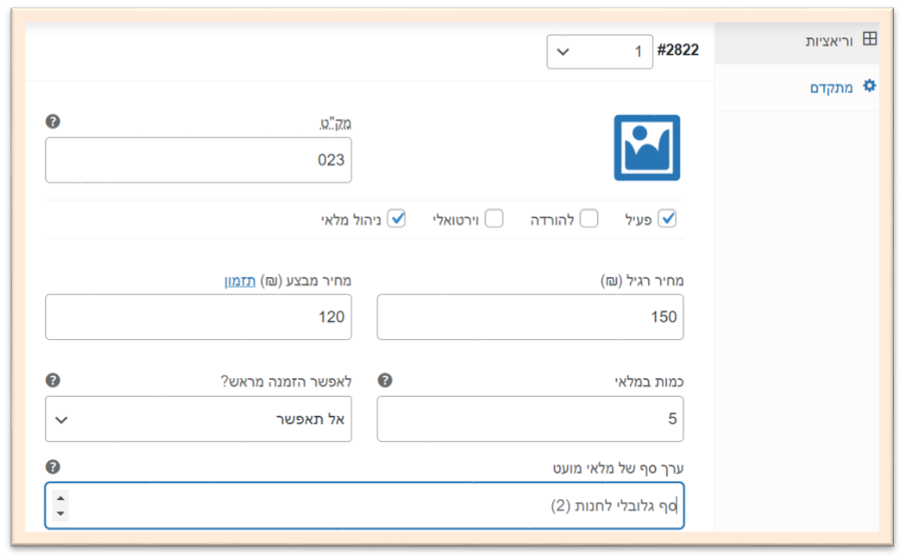 וריאציות
מתקדם
#2822 1
מק"ט
023
פעיל להורדה וירטואלי ניהול מלאי
מחיר רגיל (₪) מחיר מבצע (₪) תזמון
150 120
כמות במלאי לאפשר הזמנה מראש?
5 אל תאפשר
ערך סף של מלאי מועט
סף גלובלי לחנות (2)